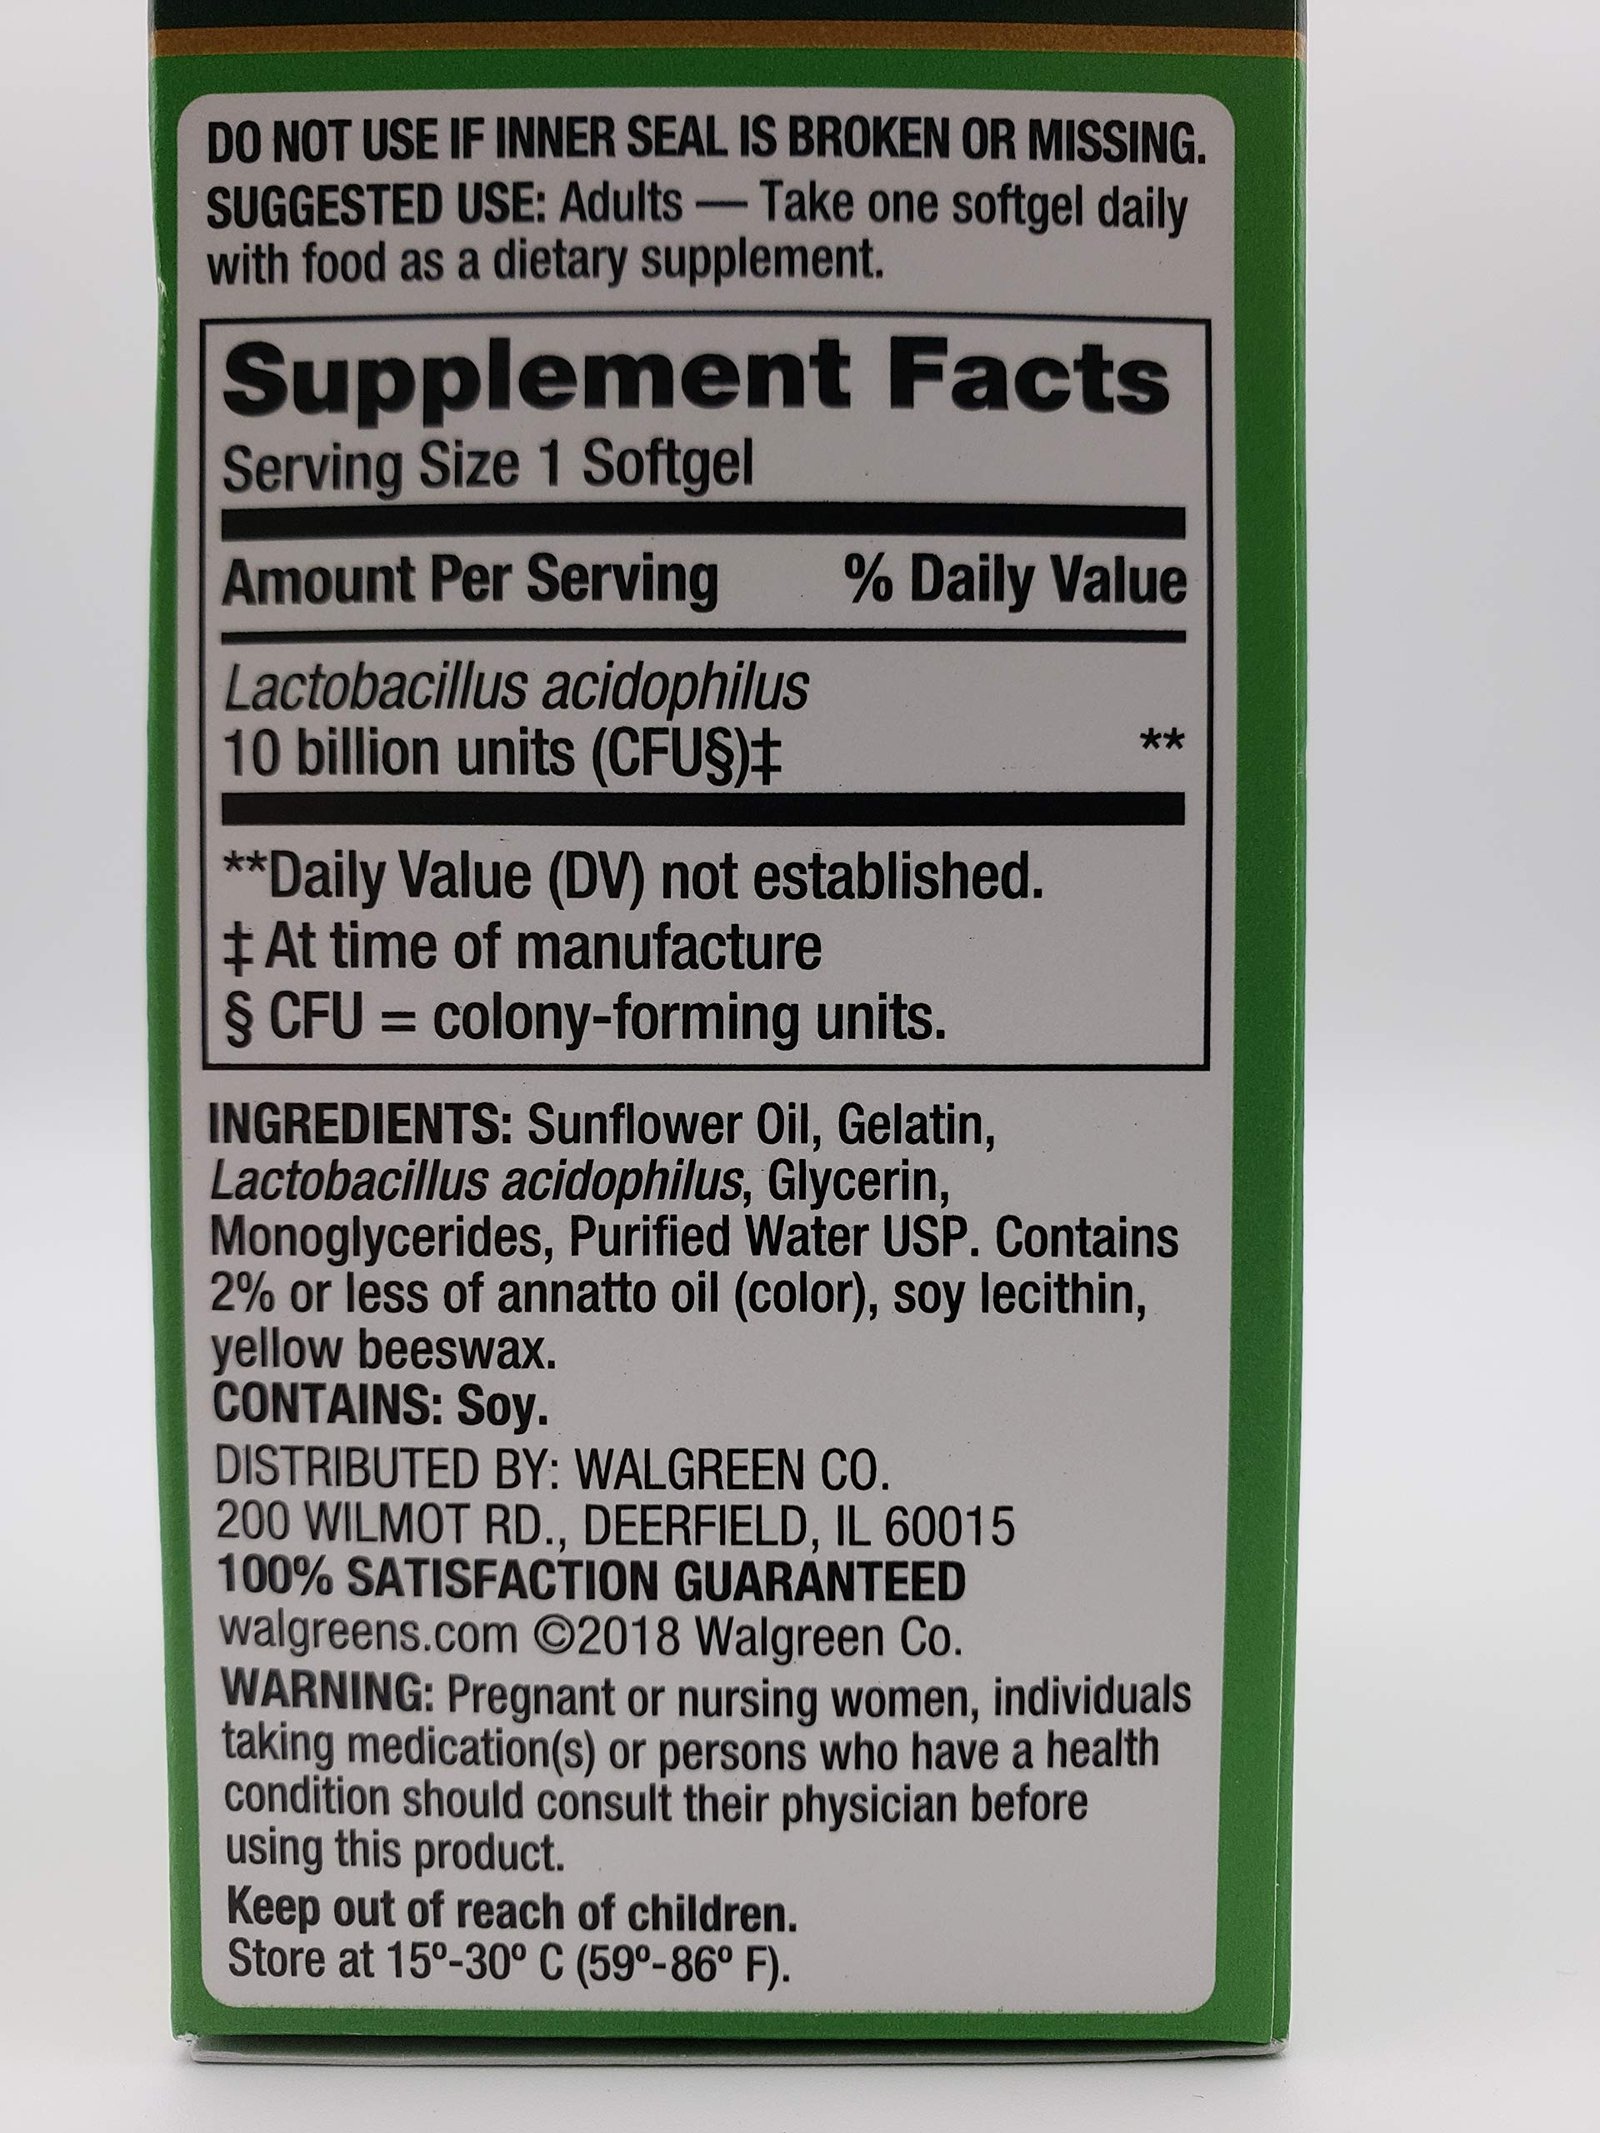 DO NOT USE IF INNER SEAL IS BROKEN OR MISSING.
SUGGESTED USE: Adults — Take one softgel daily
with food as a dietary supplement.
Supplement Facts
Serving Size 1 Softgel
Amount Per Serving % Daily Value
Lactobacillus acidophilus
10 billion units (CFU§)‡ **
**Daily Value (DV) not established.
‡ At time of manufacture
§ CFU = colony-forming units.
INGREDIENTS: Sunflower Oil, Gelatin,
Lactobacillus acidophilus, Glycerin,
Monoglycerides, Purified Water USP. Contains
2% or less of annatto oil (color), soy lecithin,
yellow beeswax.
CONTAINS: Soy.
DISTRIBUTED BY: WALGREEN CO.
200 WILMOT RD., DEERFIELD, IL 60015
100% SATISFACTION GUARANTEED
walgreens.com ©2018 Walgreen Co.
WARNING: Pregnant or nursing women, individuals
taking medication(s) or persons who have a health
condition should consult their physician before
using this product.
Keep out of reach of children.
Store at 15º-30º C (59º-86º F).